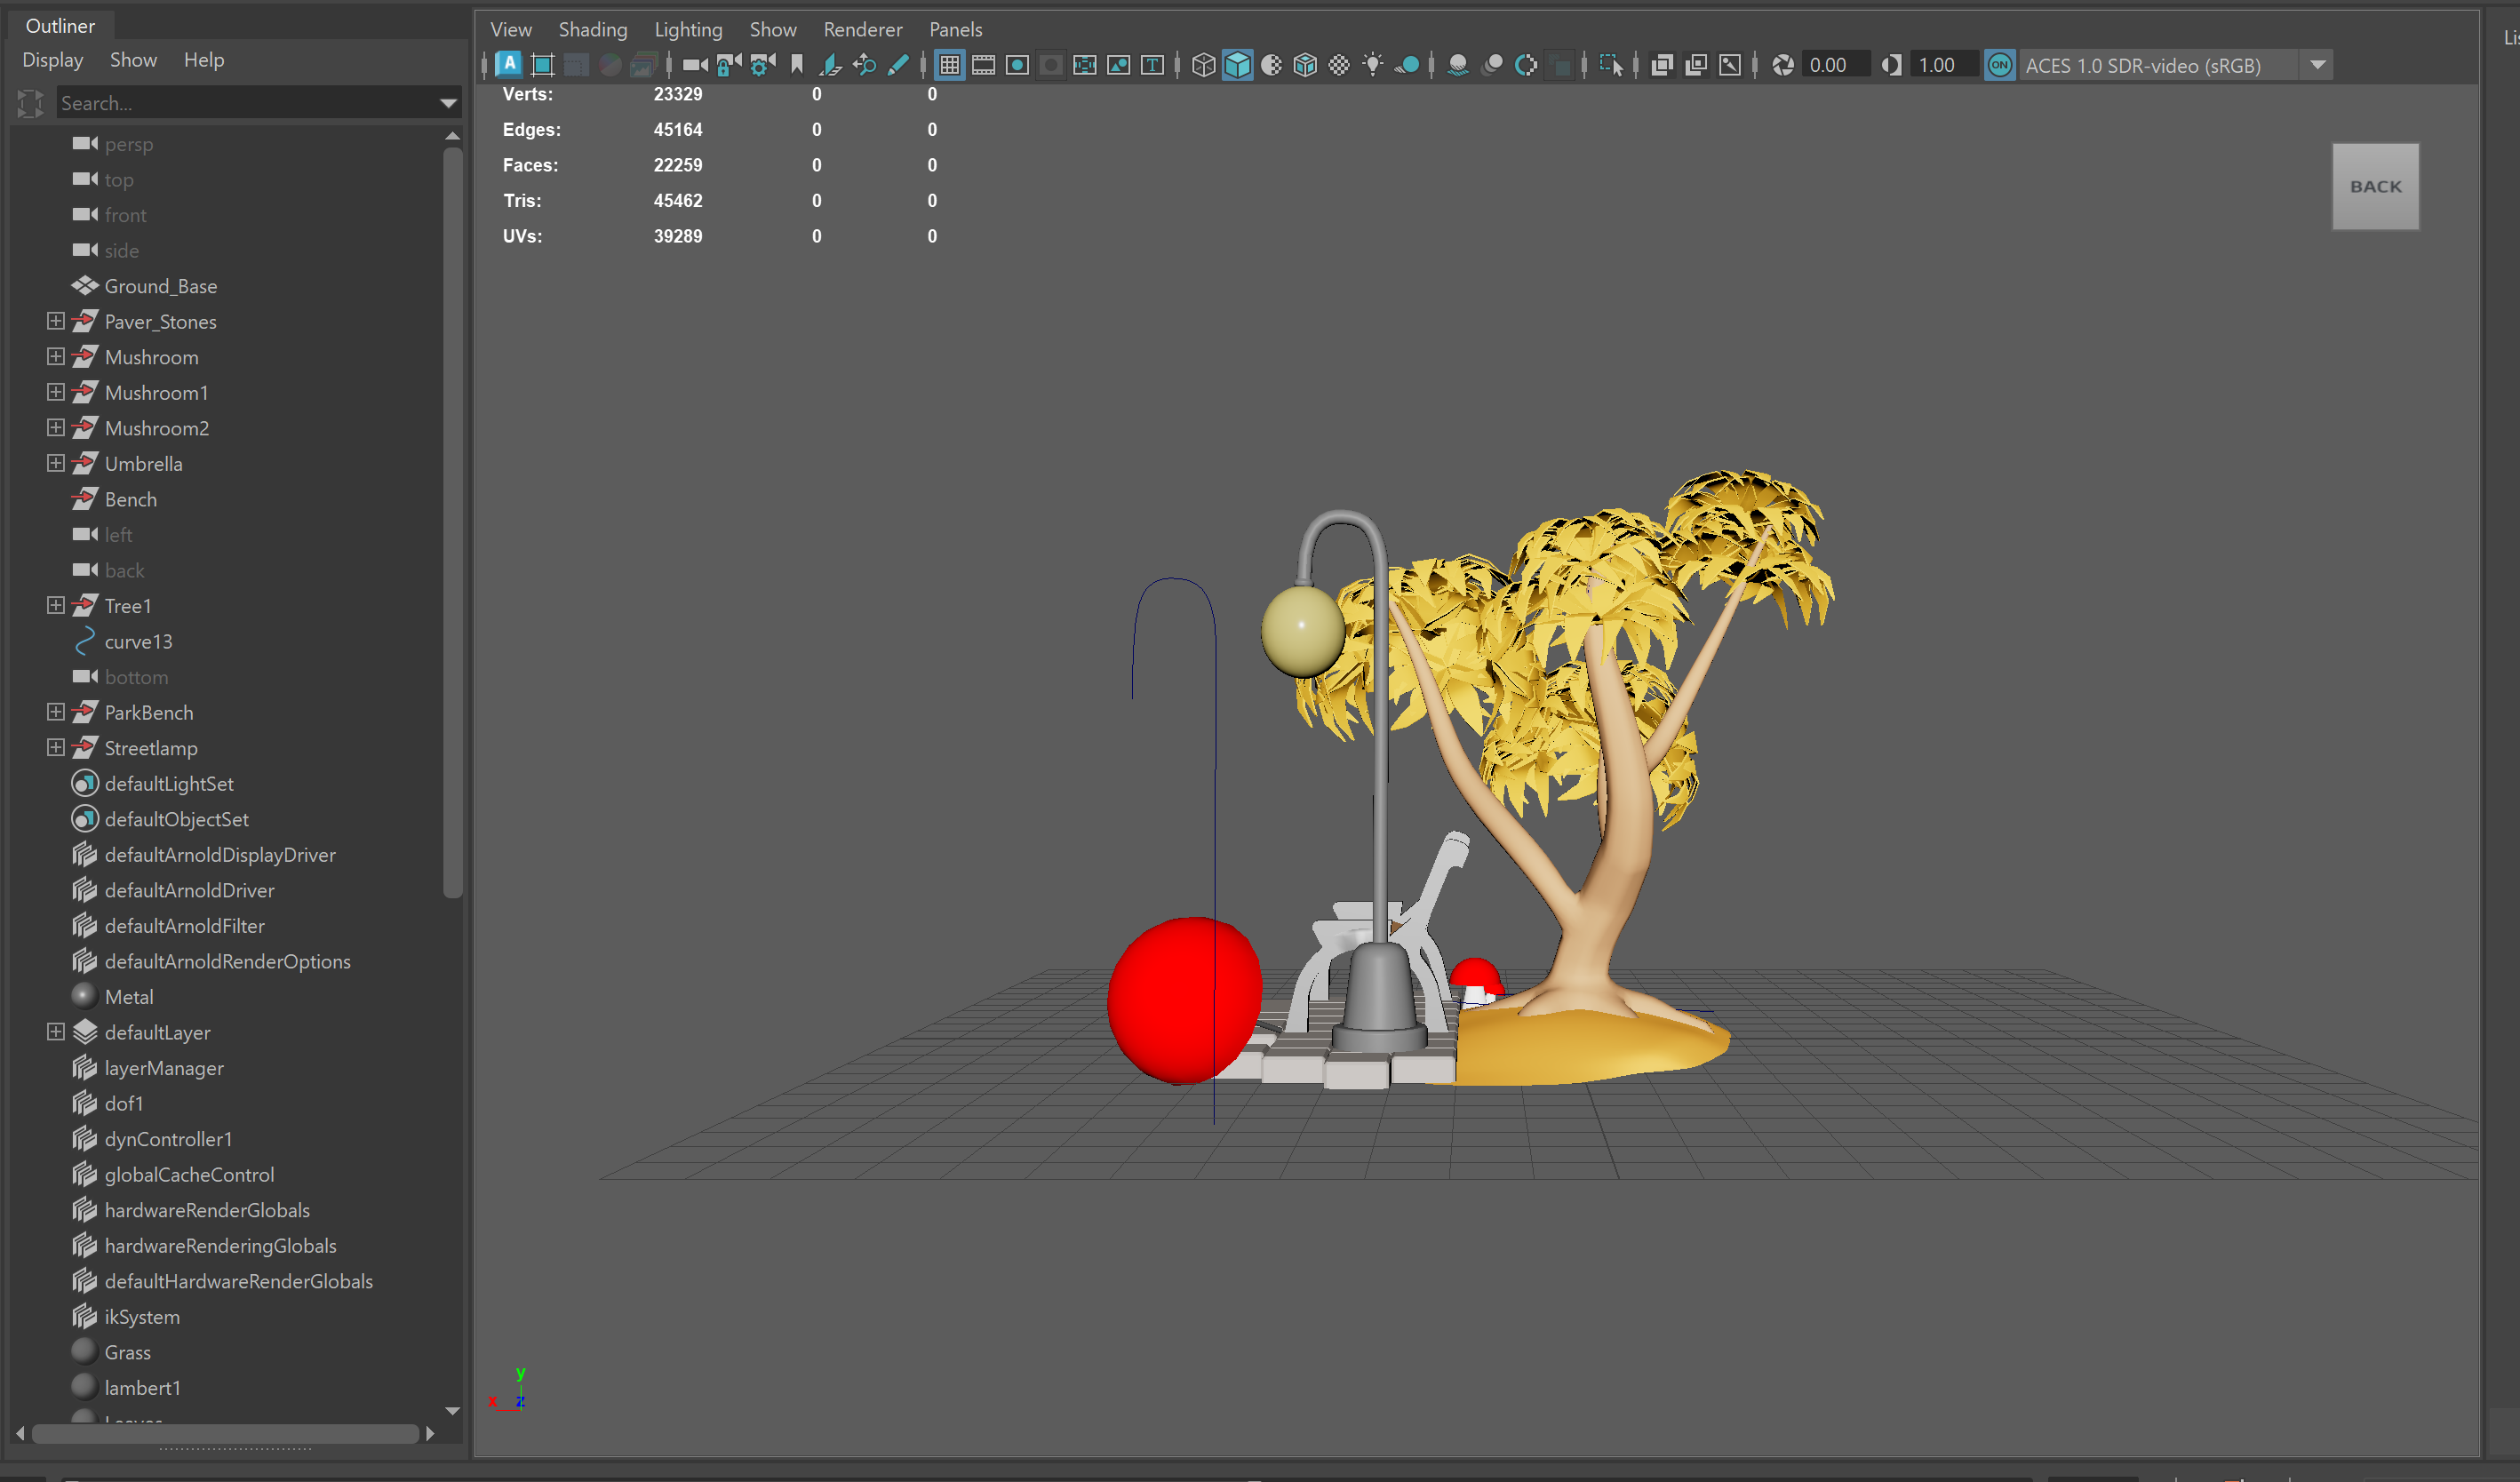 Outliner
Display Show Help
Search...
persp
top
front
side
Ground_Base
Paver_Stones
Mushroom
Mushroom1
Mushroom2
Umbrella
Bench
left
back
Tree1
curve13
bottom
ParkBench
Streetlamp
defaultLightSet
defaultObjectSet
defaultArnoldDisplayDriver
defaultArnoldDriver
defaultArnoldFilter
defaultArnoldRenderOptions
Metal
defaultLayer
layerManager
dof1
dynController1
globalCacheControl
hardwareRenderGlobals
hardwareRenderingGlobals
defaultHardwareRenderGlobals
ikSystem
Grass
lambert1
View Shading Lighting Show Renderer Panels
A T 0.00 1.00 ON ACES 1.0 SDR-video (sRGB)
Verts: 23329 0 0
Edges: 45164 0 0
Faces: 22259 0 0
Tris: 45462 0 0
UVs: 39289 0 0
BACK
y
x z